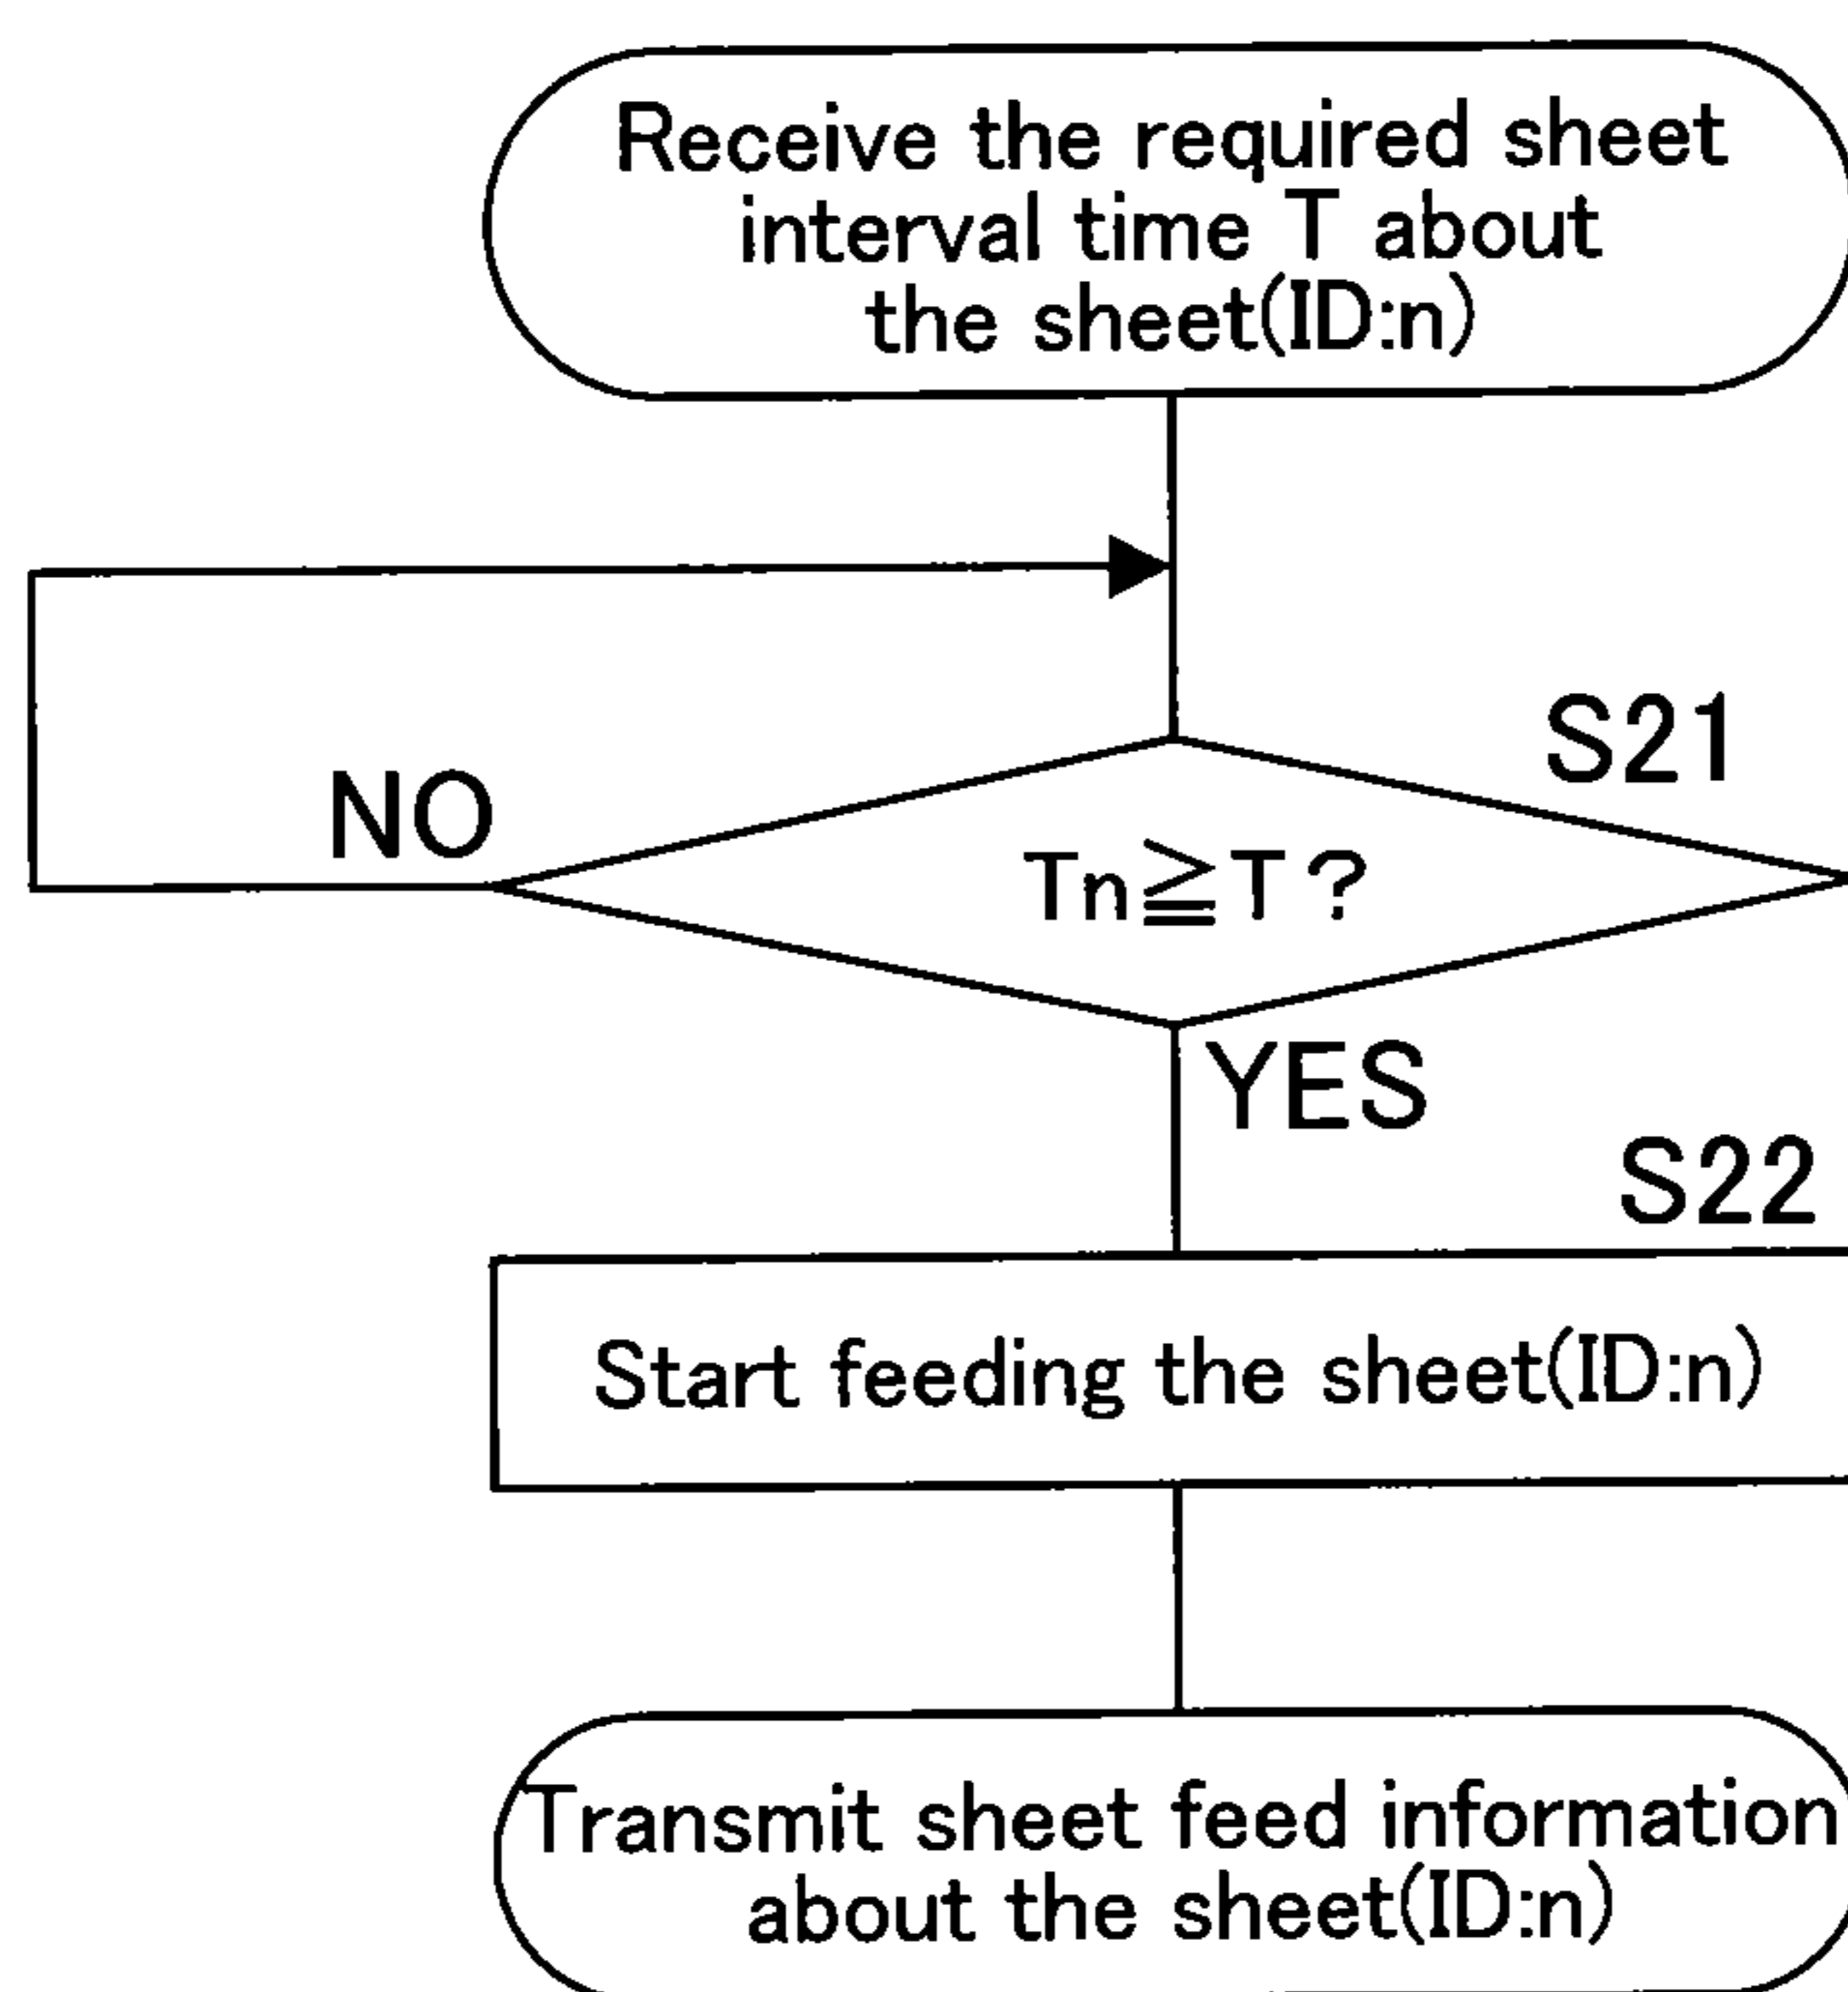 Receive the required sheet
interval time T about
the sheet(ID:n)
S21
NO
Tn≧T?
YES
S22
Start feeding the sheet(ID:n)
Transmit sheet feed information
about the sheet(ID:n)